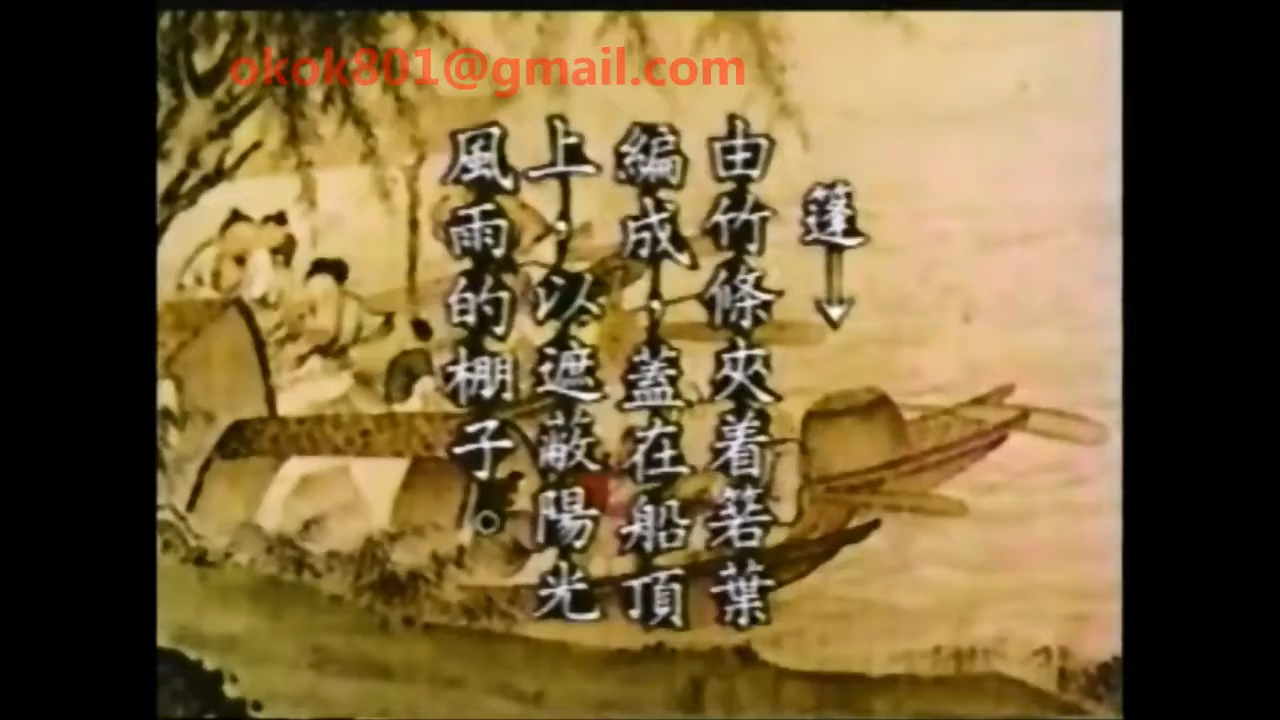 okok801@gmail.com
篷
由竹條夾着箬葉
編成，蓋在船頂
上，以遮蔽陽光
風雨的棚子。